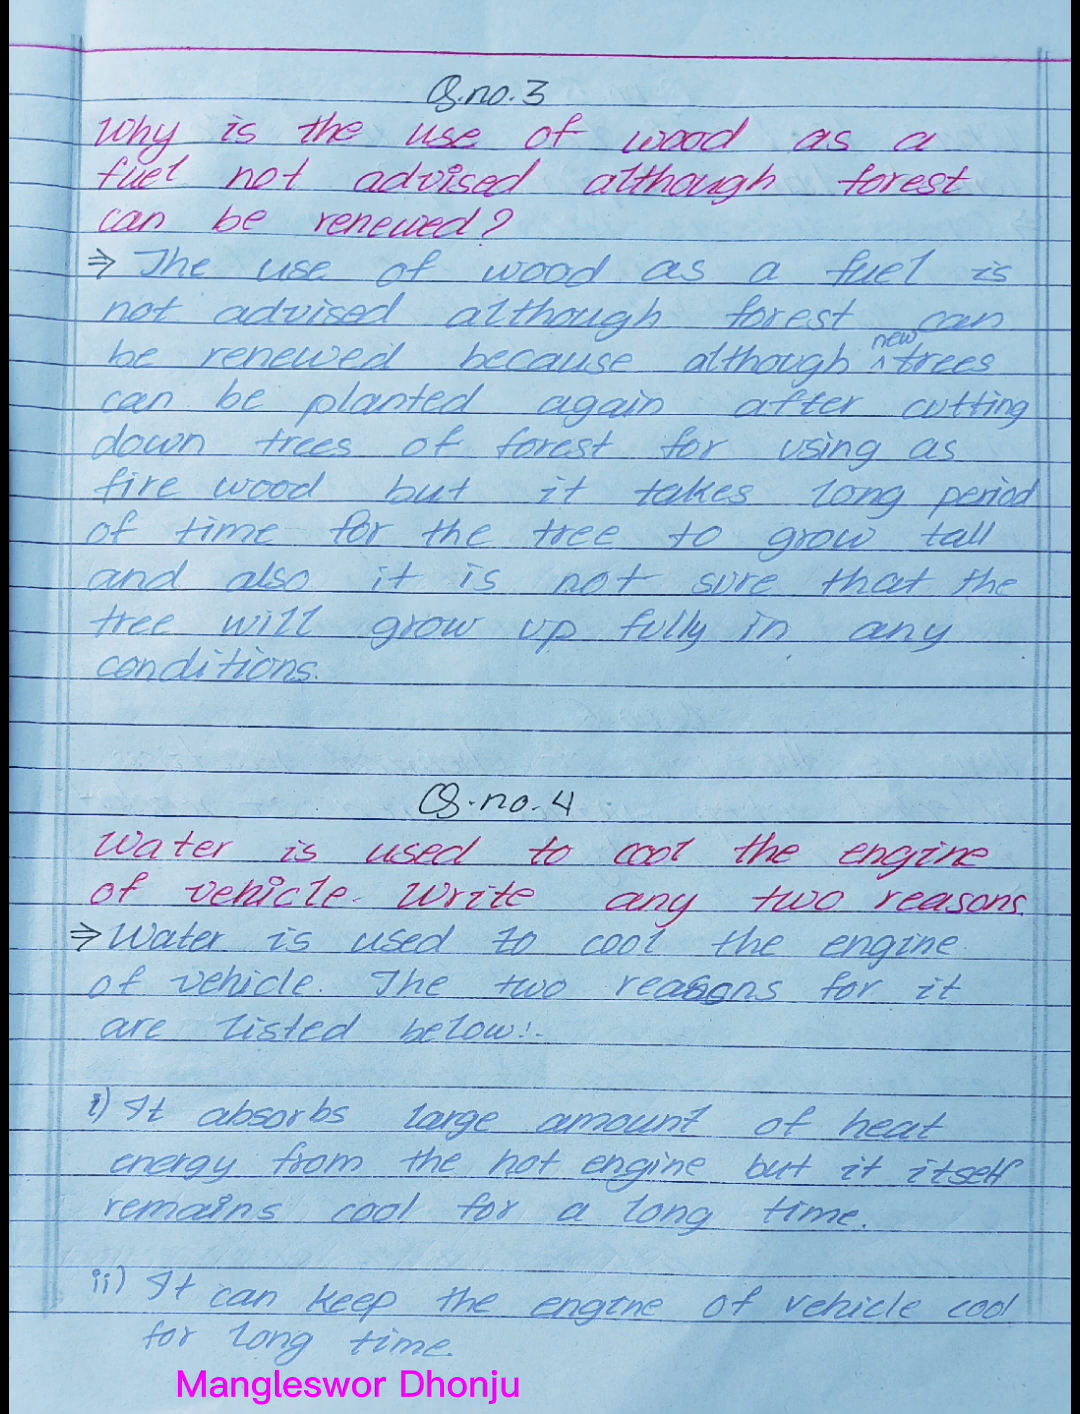 Q.no.3
Why is the use of wood as a
fuel not advised although forest
can be renewed?
⇒ The use of wood as a fuel is
not advised although forest can
be renewed because although ^new trees
can be planted again after cutting
down trees of forest for using as
fire wood but it takes long period
of time for the tree to grow tall
and also it is not sure that the
tree will grow up fully in any
conditions.
Q.no.4
Water is used to cool the engine
of vehicle. Write any two reasons.
⇒ Water is used to cool the engine
of vehicle. The two reasons for it
are listed below:-
i) It absorbs large amount of heat
energy from the hot engine but it itself
remains cool for a long time.
ii) It can keep the engine of vehicle cool
for long time.
Mangleswor Dhonju